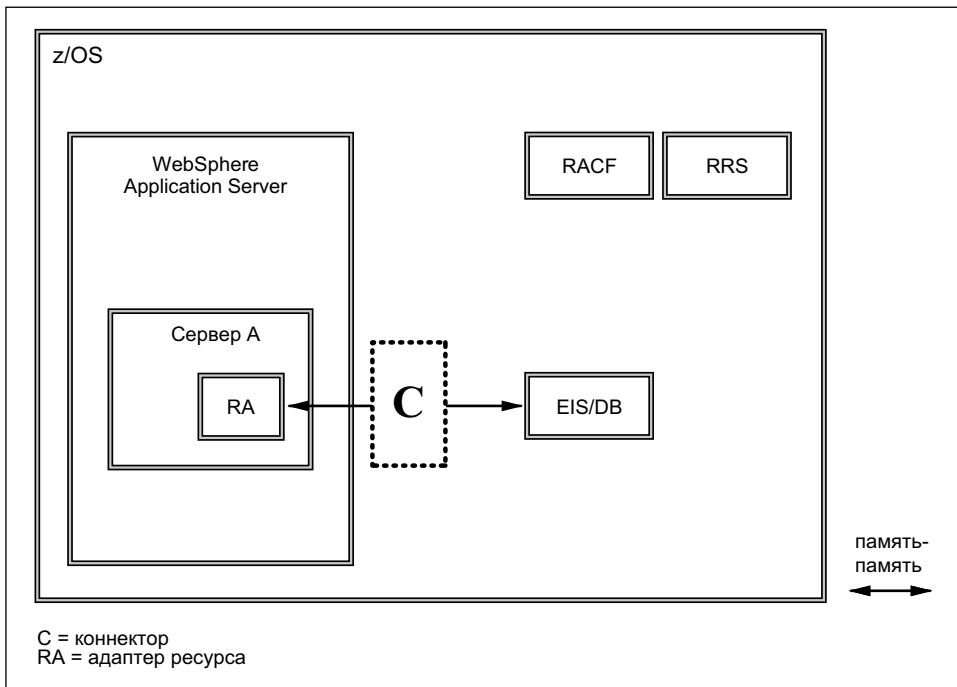 z/OS
WebSphere
Application Server
RACF
RRS
Сервер A
RA
C
EIS/DB
память-
память
C = коннектор
RA = адаптер ресурса